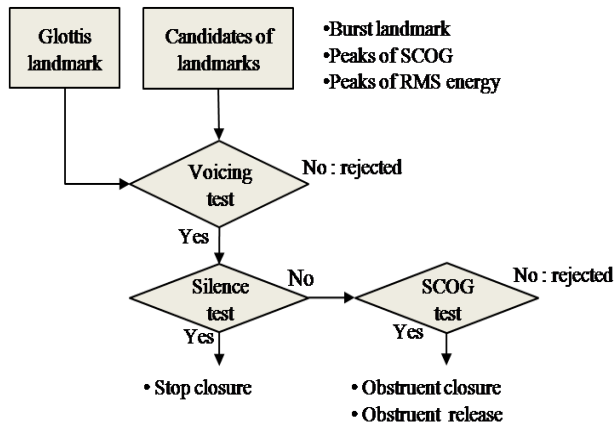 Glottis
landmark
Candidates of
landmarks
•Burst landmark
•Peaks of SCOG
•Peaks of RMS energy
Voicing
test
No : rejected
Yes
Silence
test
No
SCOG
test
No : rejected
Yes
Yes
• Stop closure
• Obstruent closure
• Obstruent release